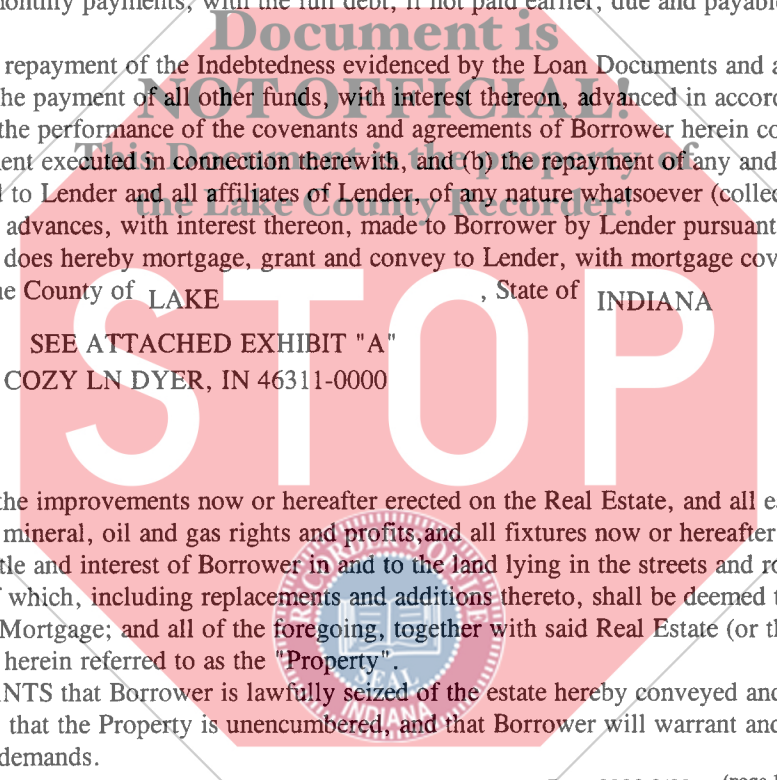 monthly payments, with the full debt, if not paid earlier, due and payable
Document is
repayment of the Indebtedness evidenced by the Loan Documents and a
NOT OFFICIAL!
he payment of all other funds, with interest thereon, advanced in accord
the performance of the covenants and agreements of Borrower herein co
This Document is the property of
ent executed in connection therewith, and (b) the repayment of any and
the Lake County Recorder!
d to Lender and all affiliates of Lender, of any nature whatsoever (collec
advances, with interest thereon, made to Borrower by Lender pursuant
does hereby mortgage, grant and convey to Lender, with mortgage cov
e County of LAKE , State of INDIANA
SEE ATTACHED EXHIBIT "A"
COZY LN DYER, IN 46311-0000
STOP
the improvements now or hereafter erected on the Real Estate, and all e
mineral, oil and gas rights and profits,and all fixtures now or hereafter
tle and interest of Borrower in and to the land lying in the streets and ro
f which, including replacements and additions thereto, shall be deemed t
Mortgage; and all of the foregoing, together with said Real Estate (or th
herein referred to as the "Property".
RECORDER'S OFFICE
SEAL
INDIANA
NTS that Borrower is lawfully seized of the estate hereby conveyed and
that the Property is unencumbered, and that Borrower will warrant and
demands.